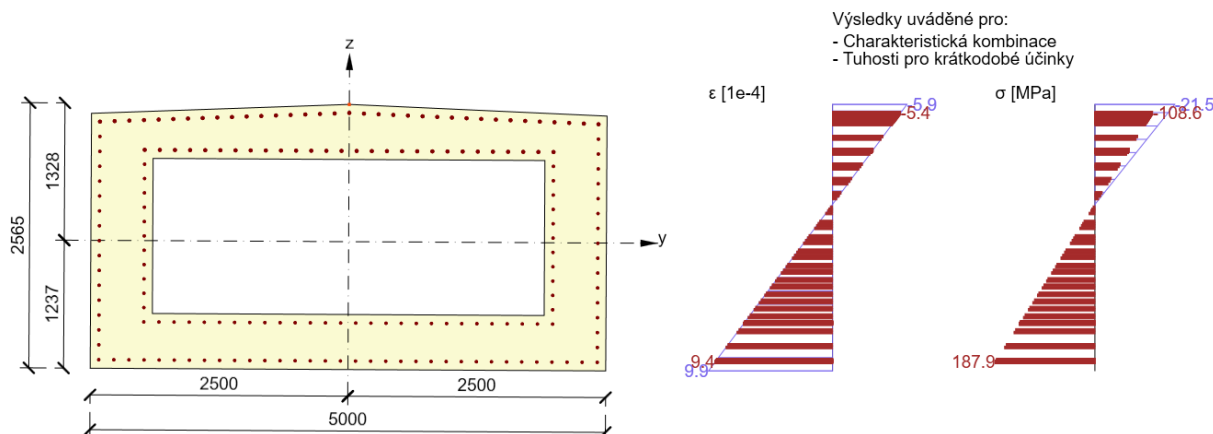 Výsledky uváděné pro:
- Charakteristická kombinace
- Tuhosti pro krátkodobé účinky
z
ε [1e-4]
σ [MPa]
-5.9
-5.4
-21.5
-108.6
1328
2565
y
1237
9.4
9.9
187.9
2500
2500
5000